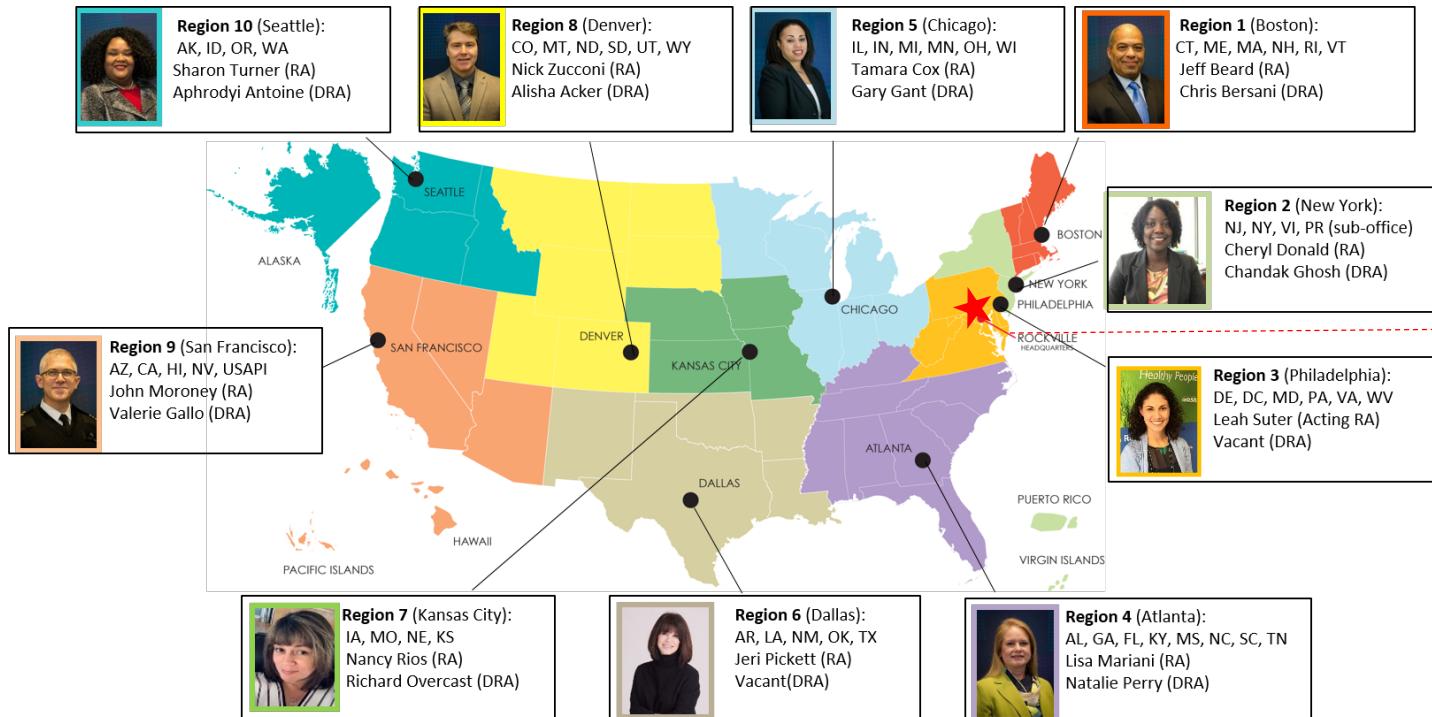 Region 10 (Seattle):
AK, ID, OR, WA
Sharon Turner (RA)
Aphrodyi Antoine (DRA)
Region 8 (Denver):
CO, MT, ND, SD, UT, WY
Nick Zucconi (RA)
Alisha Acker (DRA)
Region 5 (Chicago):
IL, IN, MI, MN, OH, WI
Tamara Cox (RA)
Gary Gant (DRA)
Region 1 (Boston):
CT, ME, MA, NH, RI, VT
Jeff Beard (RA)
Chris Bersani (DRA)
Region 2 (New York):
NJ, NY, VI, PR (sub-office)
Cheryl Donald (RA)
Chandak Ghosh (DRA)
Region 9 (San Francisco):
AZ, CA, HI, NV, USAPI
John Moroney (RA)
Valerie Gallo (DRA)
Region 3 (Philadelphia):
DE, DC, MD, PA, VA, WV
Leah Suter (Acting RA)
Vacant (DRA)
Healthy People
SEATTLE
ALASKA
BOSTON
NEW YORK
PHILADELPHIA
CHICAGO
ROCKVILLE
HEADQUARTERS
DENVER
SAN FRANCISCO
KANSAS CITY
ATLANTA
DALLAS
PUERTO RICO
HAWAII
VIRGIN ISLANDS
PACIFIC ISLANDS
Region 7 (Kansas City):
IA, MO, NE, KS
Nancy Rios (RA)
Richard Overcast (DRA)
Region 6 (Dallas):
AR, LA, NM, OK, TX
Jeri Pickett (RA)
Vacant(DRA)
Region 4 (Atlanta):
AL, GA, FL, KY, MS, NC, SC, TN
Lisa Mariani (RA)
Natalie Perry (DRA)